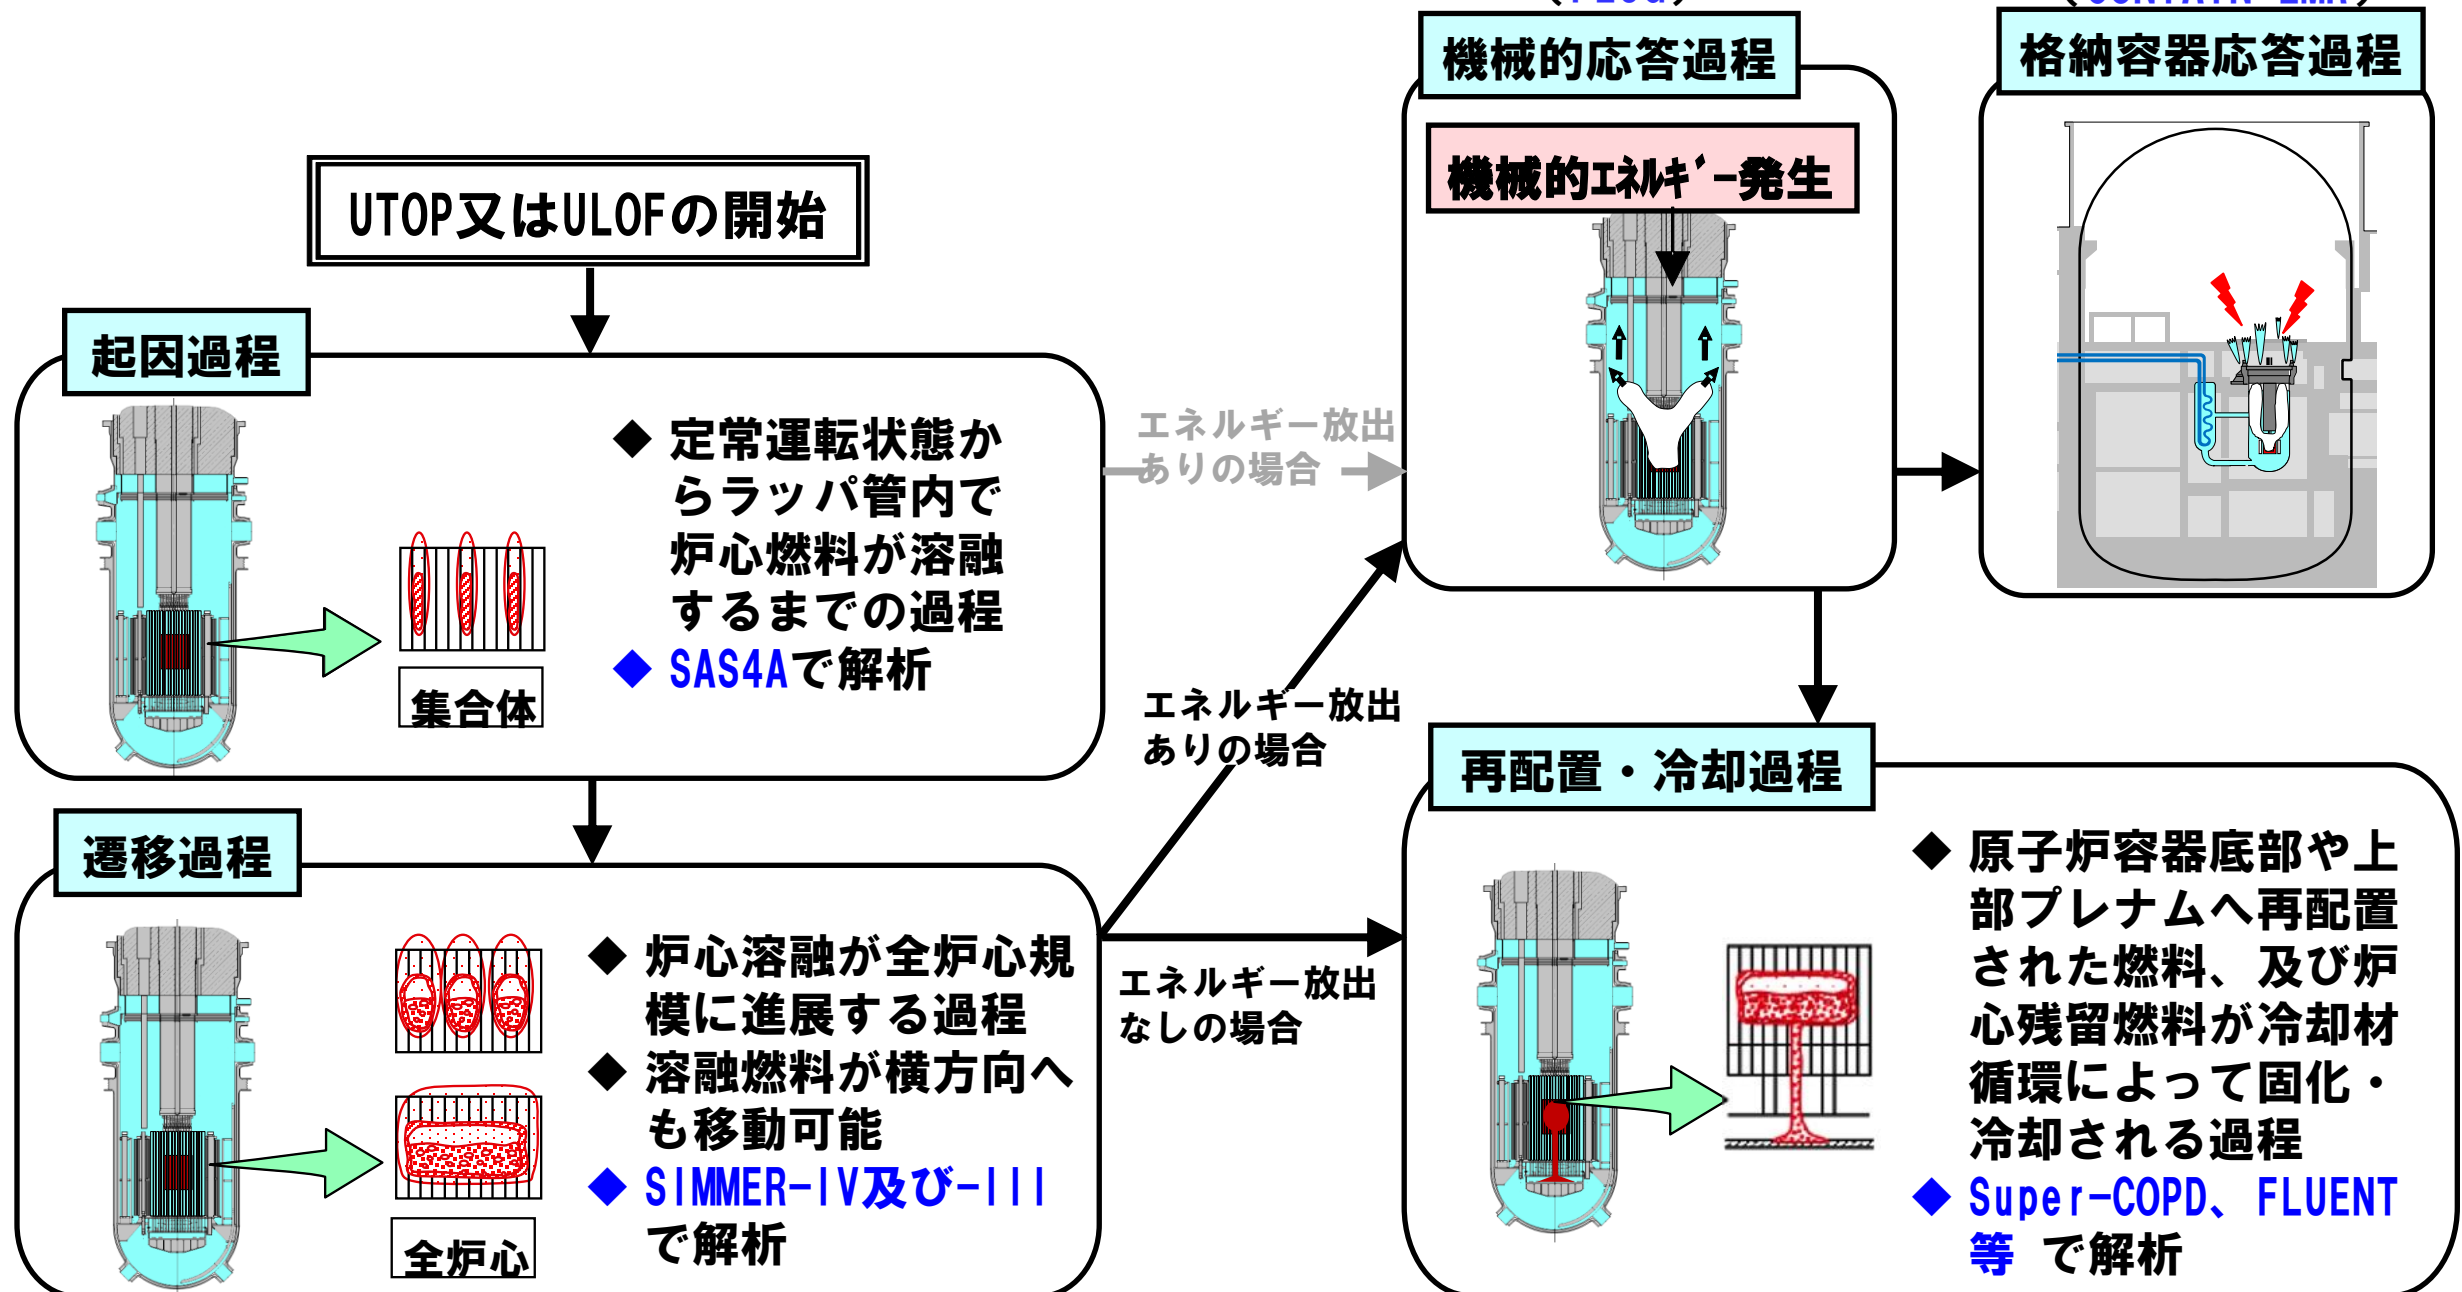 機械的応答過程
格納容器応答過程
機械的ｴﾈﾙｷﾞｰ発生
UTOP又はULOFの開始
起因過程
◆ 定常運転状態か
らラッパ管内で
炉心燃料が溶融
するまでの過程
◆ SAS4Aで解析
集合体
エネルギー放出
ありの場合
エネルギー放出
ありの場合
再配置・冷却過程
遷移過程
◆ 炉心溶融が全炉心規
模に進展する過程
◆ 溶融燃料が横方向へ
も移動可能
◆ SIMMER-IV及び-III
で解析
全炉心
エネルギー放出
なしの場合
◆ 原子炉容器底部や上
部プレナムへ再配置
された燃料、及び炉
心残留燃料が冷却材
循環によって固化・
冷却される過程
◆ Super-COPD、FLUENT
等 で解析